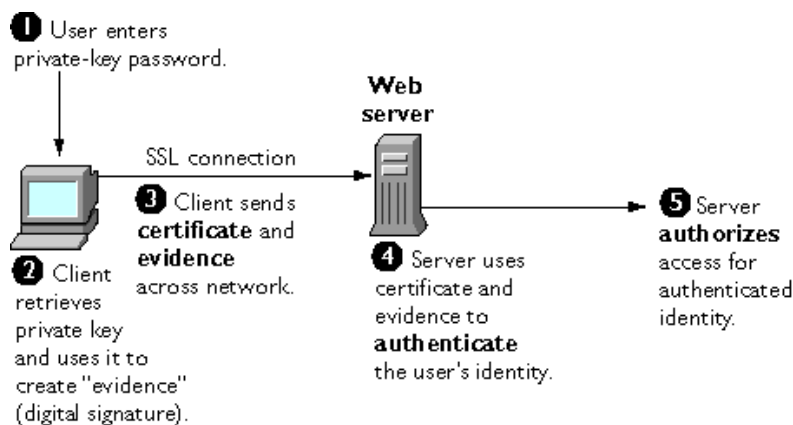 1 User enters
private-key password.
Web
server
SSL connection
3 Client sends
certificate and
evidence
across network.
2 Client
retrieves
private key
and uses it to
create "evidence"
(digital signature).
4 Server uses
certificate and
evidence to
authenticate
the user's identity.
5 Server
authorizes
access for
authenticated
identity.